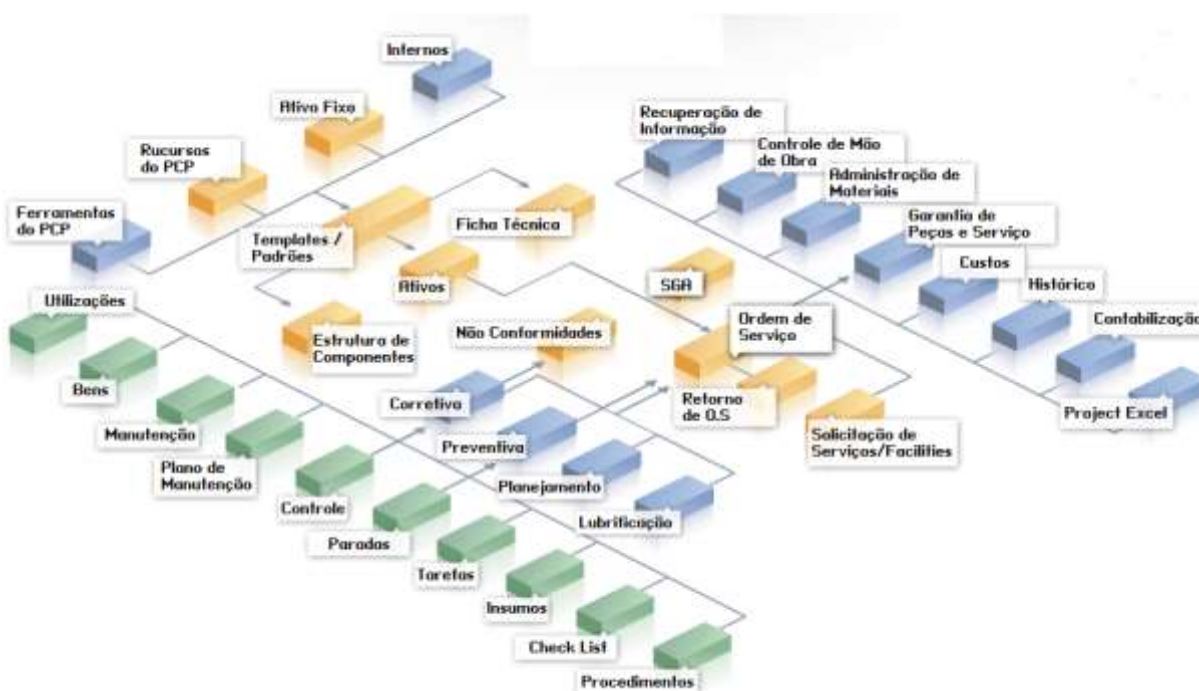 Internos
Ativo Fixo
Rucursos
do PCP
Ferramentas
do PCP
Templates /
Padrões
Ficha Técnica
Ativos
Estrutura de
Componentes
Não Conformidades
SGA
Ordem de
Serviço
Retorno
de O.S
Solicitação de
Serviços/Facilities
Recuperação de
Informação
Controle de Mão
de Obra
Administração de
Materiais
Garantia de
Peças e Serviço
Custos
Histórico
Contabilização
Project Excel
Corretiva
Preventiva
Planejamento
Lubrificação
Utilizações
Bens
Manutenção
Plano de
Manutenção
Controle
Paradas
Tarefas
Insumos
Check List
Procedimentos